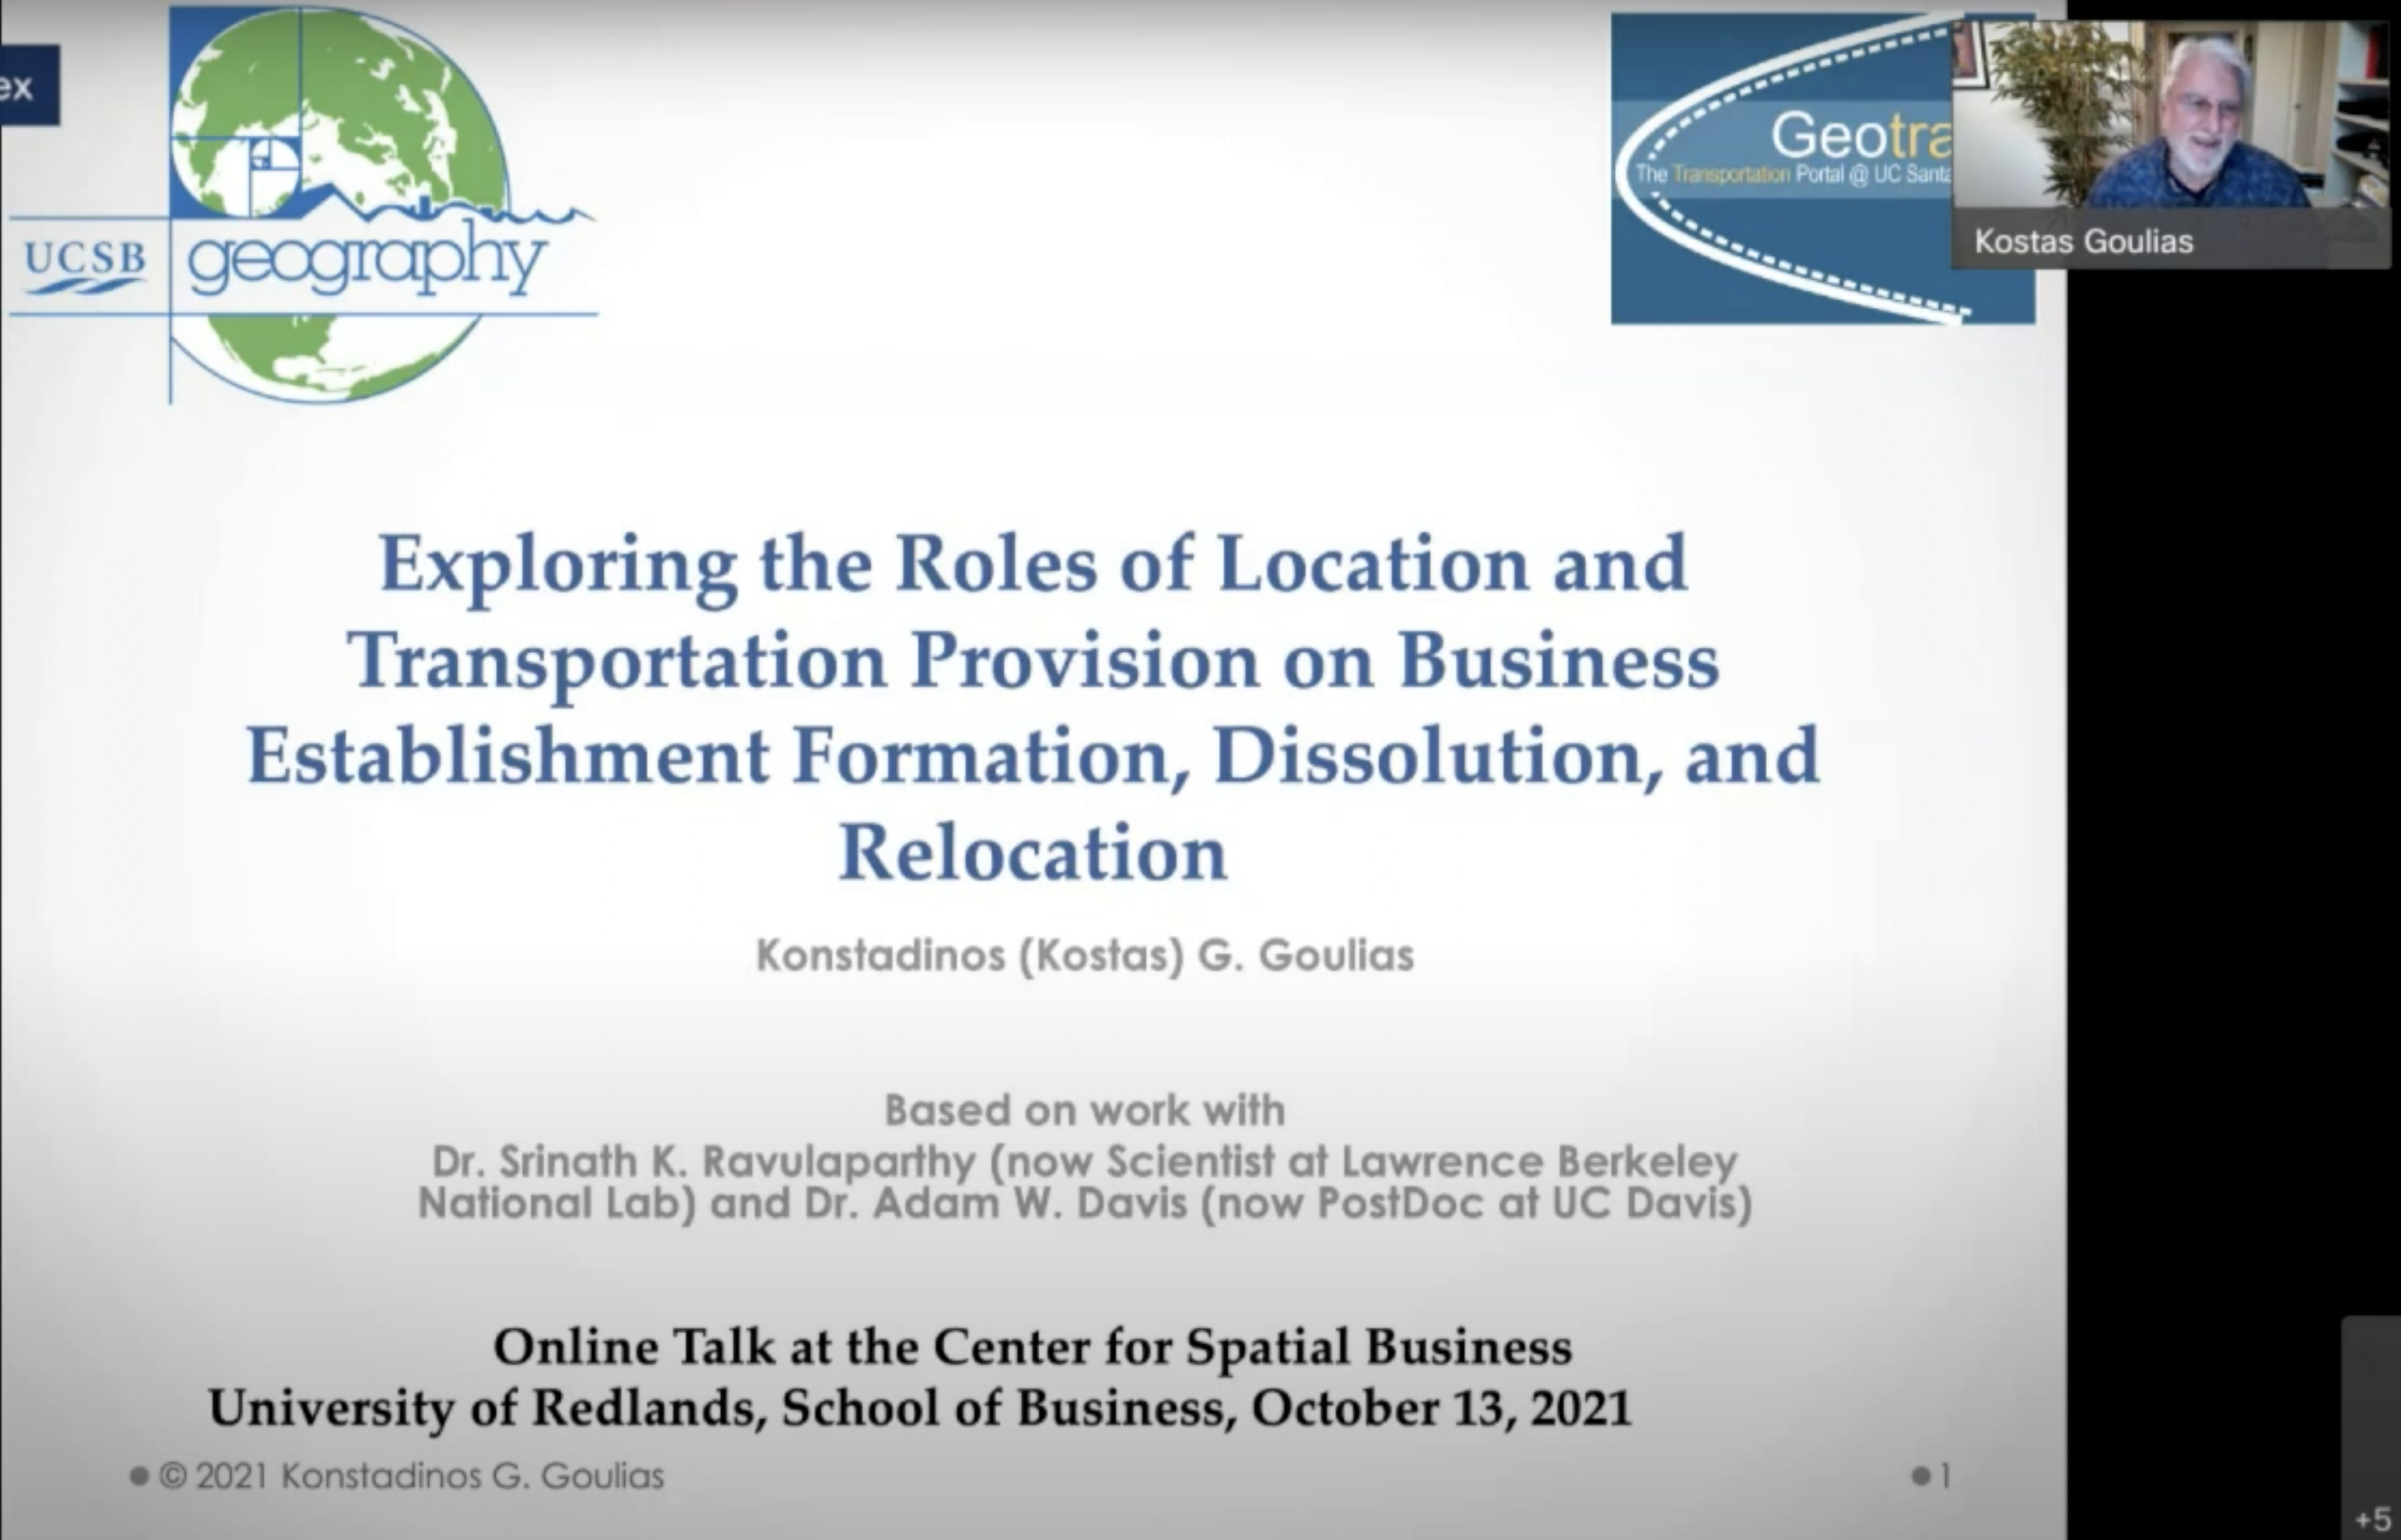 ex
UCSB
geography
Geotra
The Transportation Portal @ UC Santa
Kostas Goulias
Exploring the Roles of Location and
Transportation Provision on Business
Establishment Formation, Dissolution, and
Relocation
Konstadinos (Kostas) G. Goulias
Based on work with
Dr. Srinath K. Ravulaparthy (now Scientist at Lawrence Berkeley
National Lab) and Dr. Adam W. Davis (now PostDoc at UC Davis)
Online Talk at the Center for Spatial Business
University of Redlands, School of Business, October 13, 2021
● © 2021 Konstadinos G. Goulias
● 1
+5